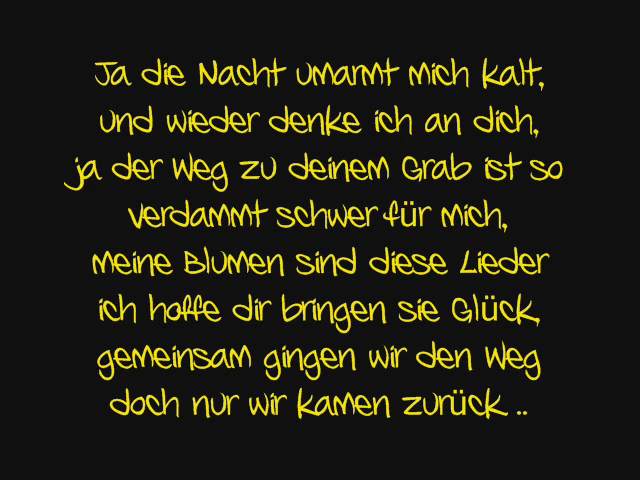 Ja die Nacht umarmt mich kalt,
und wieder denke ich an dich,
ja der Weg zu deinem Grab ist so
verdammt schwer für mich,
meine Blumen sind diese Lieder
ich hoffe dir bringen sie Glück,
gemeinsam gingen wir den Weg
doch nur wir kamen zurück ..